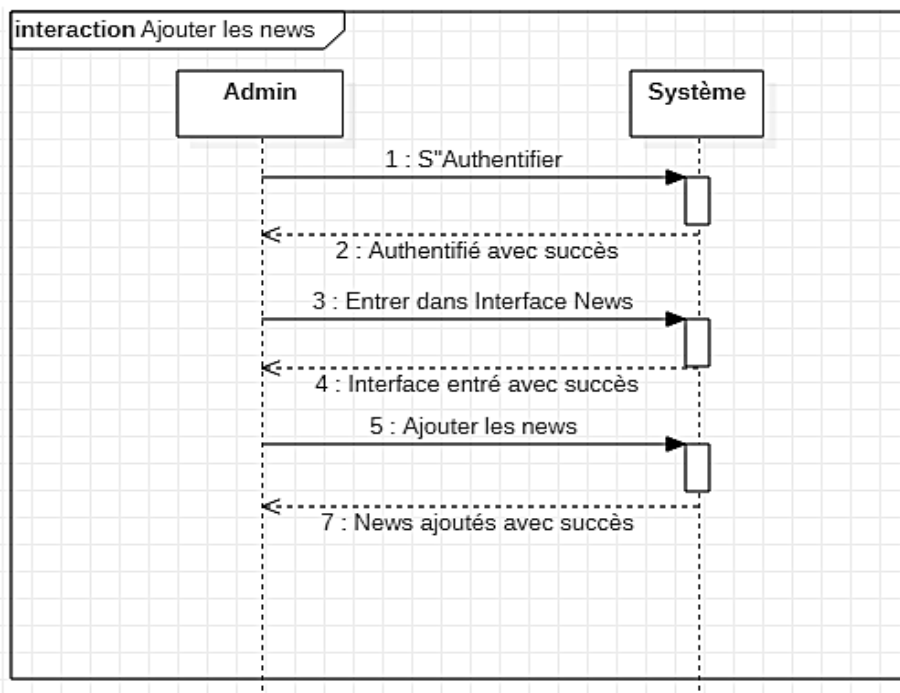 interaction Ajouter les news
Admin
Système
1 : S"Authentifier
2 : Authentifié avec succès
3 : Entrer dans Interface News
4 : Interface entré avec succès
5 : Ajouter les news
7 : News ajoutés avec succès